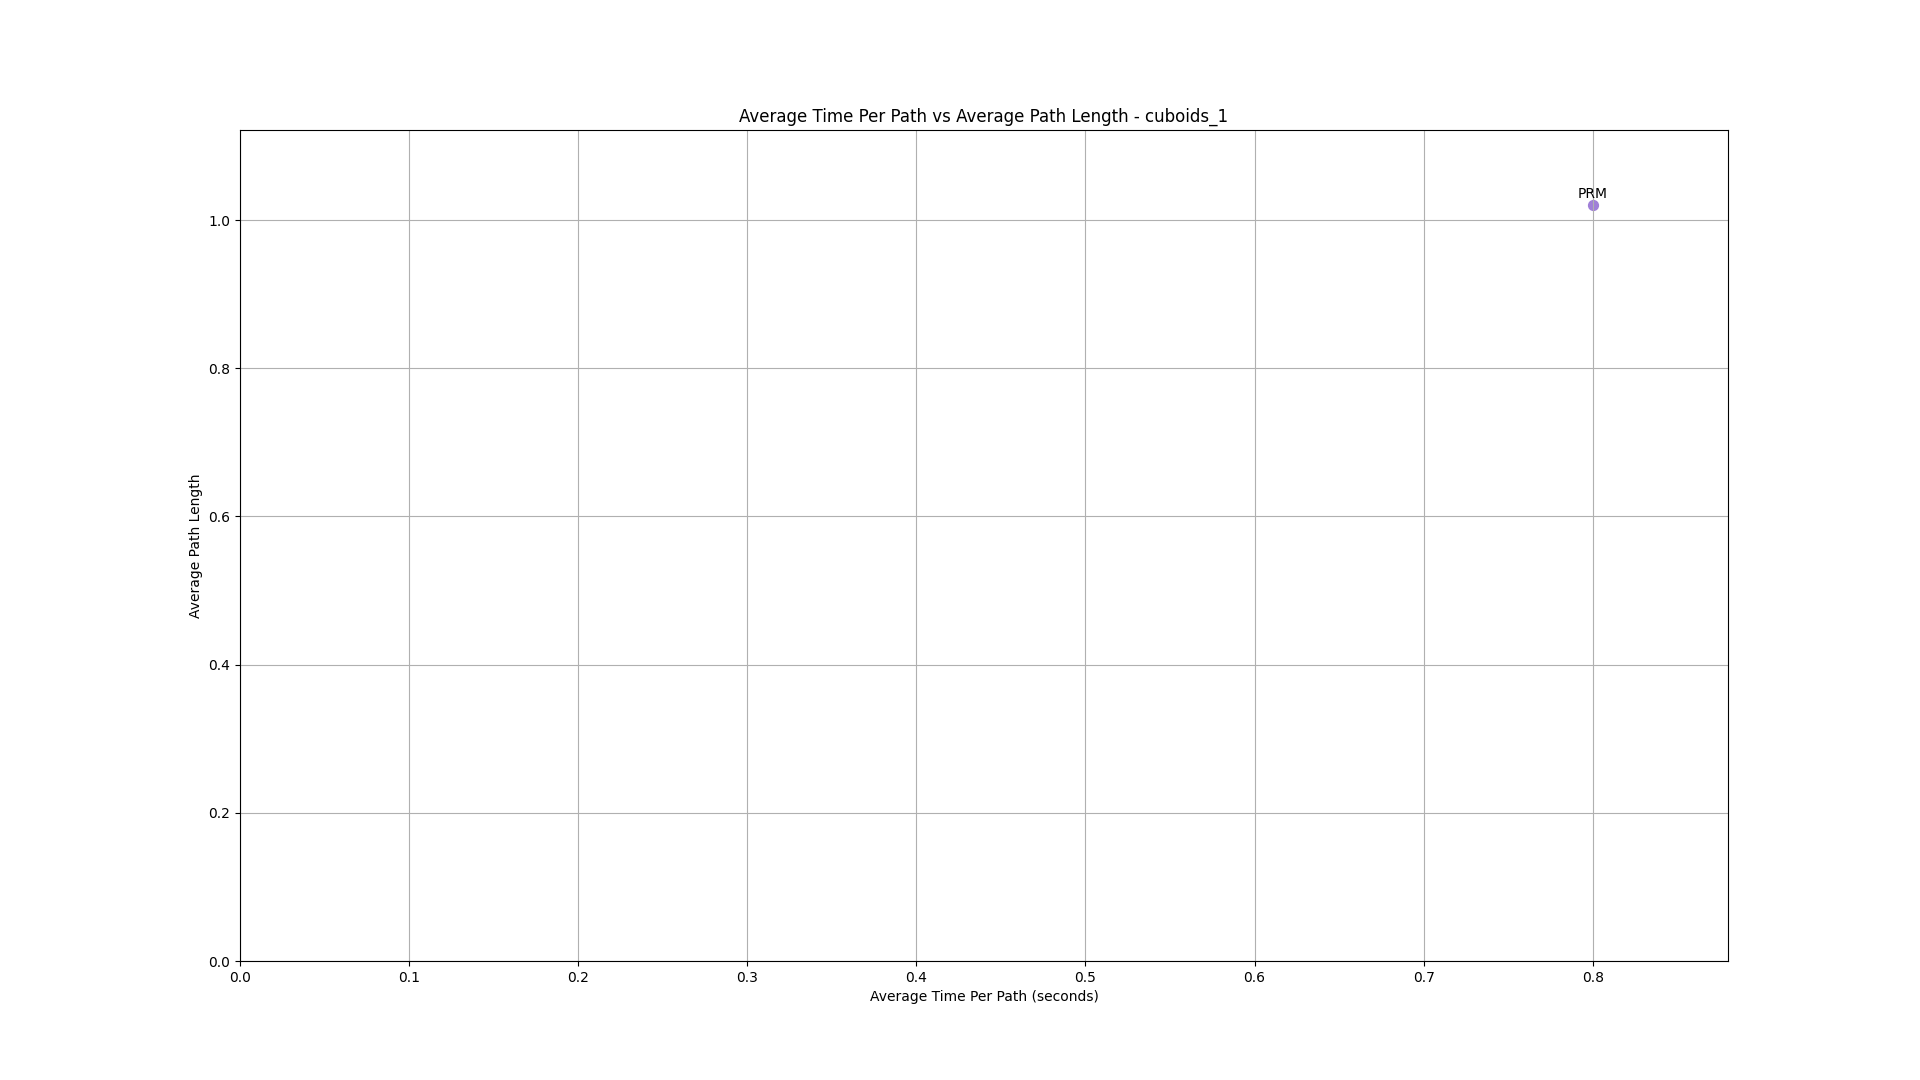 Average Time Per Path vs Average Path Length - cuboids_1
PRM
1.0
0.8
0.6
0.4
0.2
0.0
Average Path Length
0.0 0.1 0.2 0.3 0.4 0.5 0.6 0.7 0.8
Average Time Per Path (seconds)